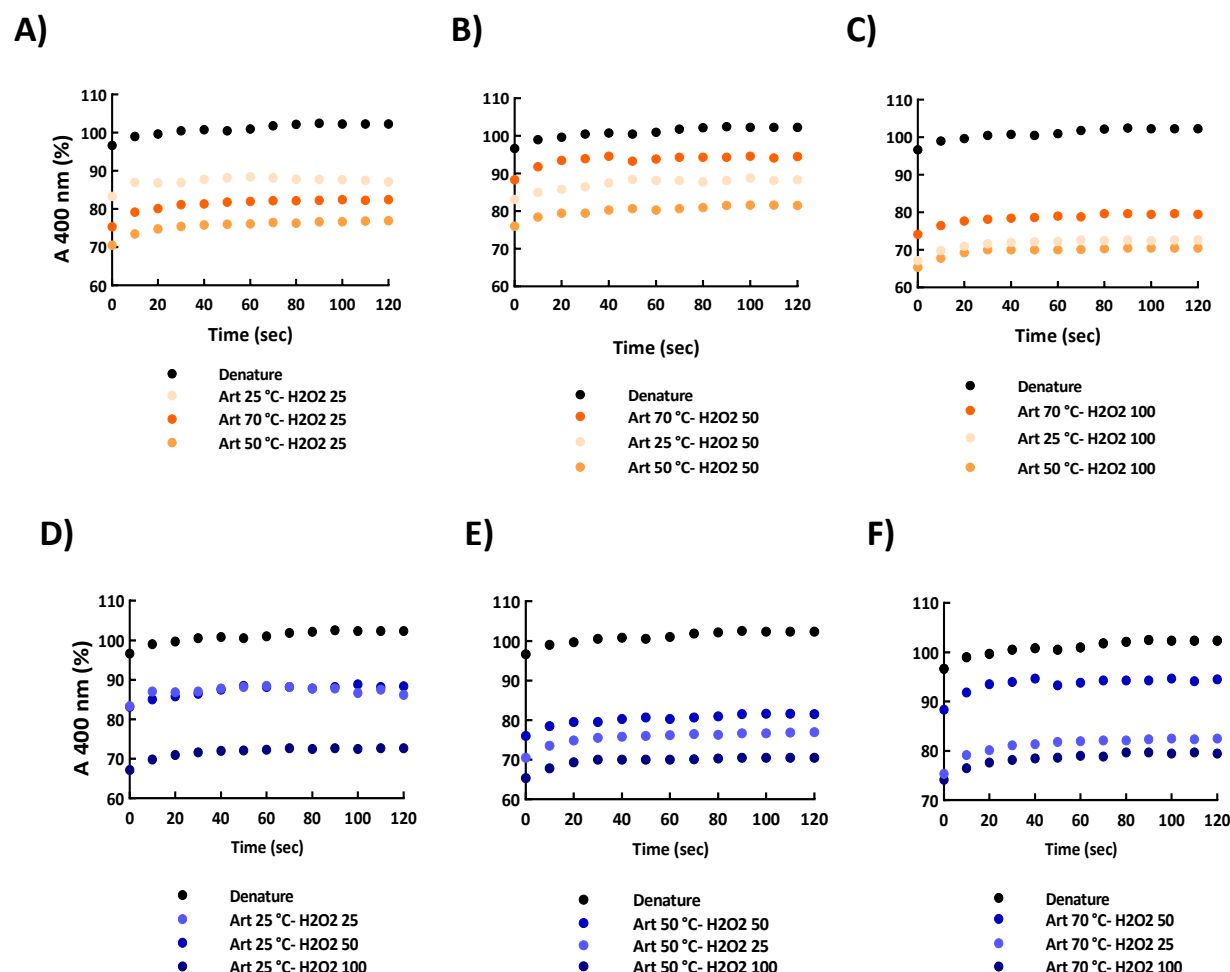 A)
B)
C)
A 400 nm (%)
110
100
90
80
70
60
0 20 40 60 80 100 120
Time (sec)
Denature
Art 25 °C- H2O2 25
Art 70 °C- H2O2 25
Art 50 °C- H2O2 25
110
100
90
80
70
60
0 20 40 60 80 100 120
Time (sec)
Denature
Art 70 °C- H2O2 50
Art 25 °C- H2O2 50
Art 50 °C- H2O2 50
110
100
90
80
70
60
0 20 40 60 80 100 120
Time (sec)
Denature
Art 70 °C- H2O2 100
Art 25 °C- H2O2 100
Art 50 °C- H2O2 100
D)
E)
F)
A 400 nm (%)
110
100
90
80
70
60
0 20 40 60 80 100 120
Time (sec)
Denature
Art 25 °C- H2O2 25
Art 25 °C- H2O2 50
Art 25 °C- H2O2 100
110
100
90
80
70
60
0 20 40 60 80 100 120
Time (sec)
Denature
Art 50 °C- H2O2 50
Art 50 °C- H2O2 25
Art 50 °C- H2O2 100
110
100
90
80
70
0 20 40 60 80 100 120
Time (sec)
Denature
Art 70 °C- H2O2 50
Art 70 °C- H2O2 25
Art 70 °C- H2O2 100